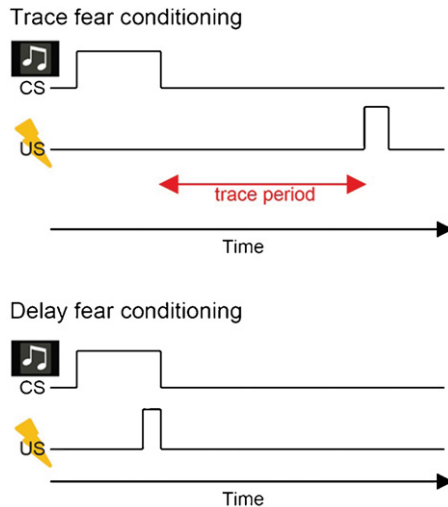 Trace fear conditioning
CS
US
trace period
Time
Delay fear conditioning
CS
US
Time